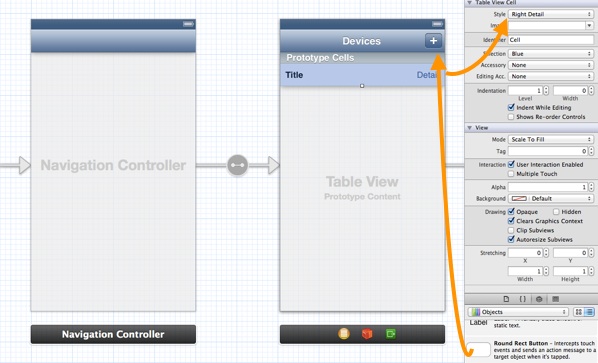 Devices
+
Prototype Cells
Title
Detail
Navigation Controller
Table View
Prototype Content
Navigation Controller
Table View Cell
Style Right Detail
Identifier Cell
Selection Blue
Accessory None
Editing Acc. None
Indentation 1 0
Level Width
Indent While Editing
Shows Re-order Controls
View
Mode Scale To Fill
Tag 0
Interaction User Interaction Enabled
Multiple Touch
Alpha 1
Background Default
Drawing Opaque Hidden
Clears Graphics Context
Clip Subviews
Autoresize Subviews
Stretching 0 0
X Y
1 1
Width Height
Objects
Label
static text.
Round Rect Button - Intercepts touch
events and sends an action message to a
target object when it's tapped.